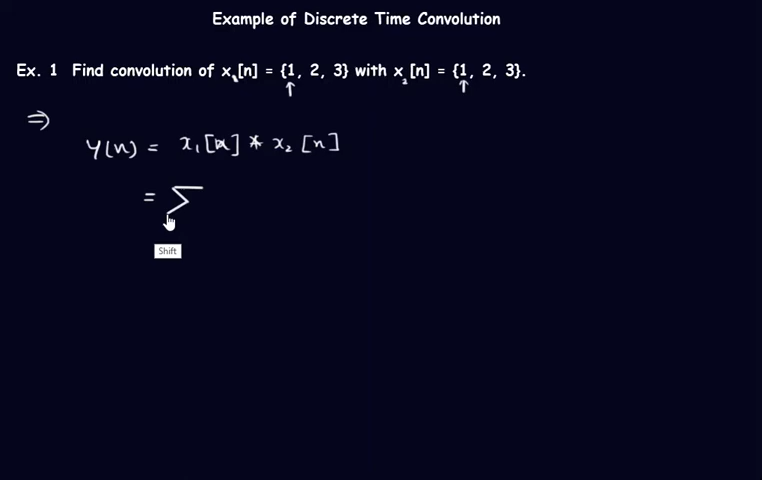 Example of Discrete Time Convolution
Ex. 1 Find convolution of x₁[n] = {1, 2, 3} with x₂[n] = {1, 2, 3}.
↑ ↑
⇒
y(n) = x₁[n] * x₂[n]
= Σ
Shift